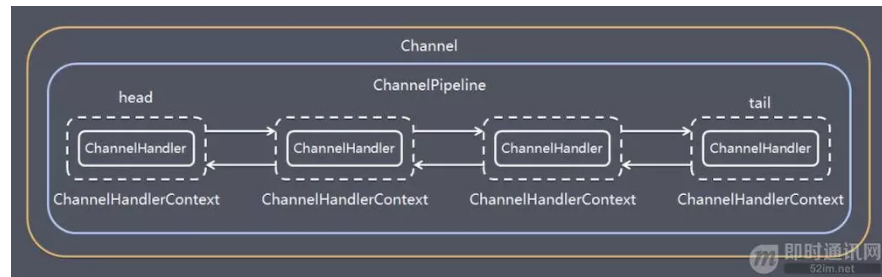 Channel
ChannelPipeline
head
tail
ChannelHandler
ChannelHandler
ChannelHandler
ChannelHandler
ChannelHandlerContext
ChannelHandlerContext
ChannelHandlerContext
ChannelHandlerContext
m 即时通讯网
52im.net